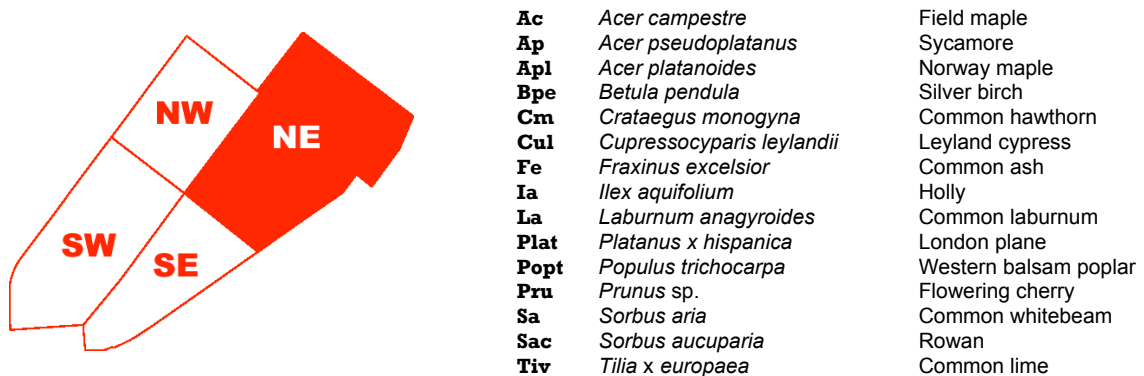 NW
NE
SW
SE
Ac Acer campestre Field maple
Ap Acer pseudoplatanus Sycamore
Apl Acer platanoides Norway maple
Bpe Betula pendula Silver birch
Cm Crataegus monogyna Common hawthorn
Cul Cupressocyparis leylandii Leyland cypress
Fe Fraxinus excelsior Common ash
Ia Ilex aquifolium Holly
La Laburnum anagyroides Common laburnum
Plat Platanus x hispanica London plane
Popt Populus trichocarpa Western balsam poplar
Pru Prunus sp. Flowering cherry
Sa Sorbus aria Common whitebeam
Sac Sorbus aucuparia Rowan
Tiv Tilia x europaea Common lime